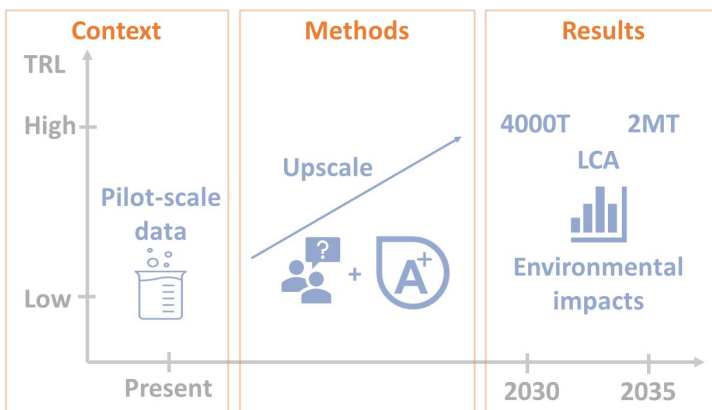 Context
Methods
Results
TRL
High
4000T
2MT
LCA
Upscale
Pilot-scale
data
?
+
A+
Environmental
impacts
Low
Present
2030
2035